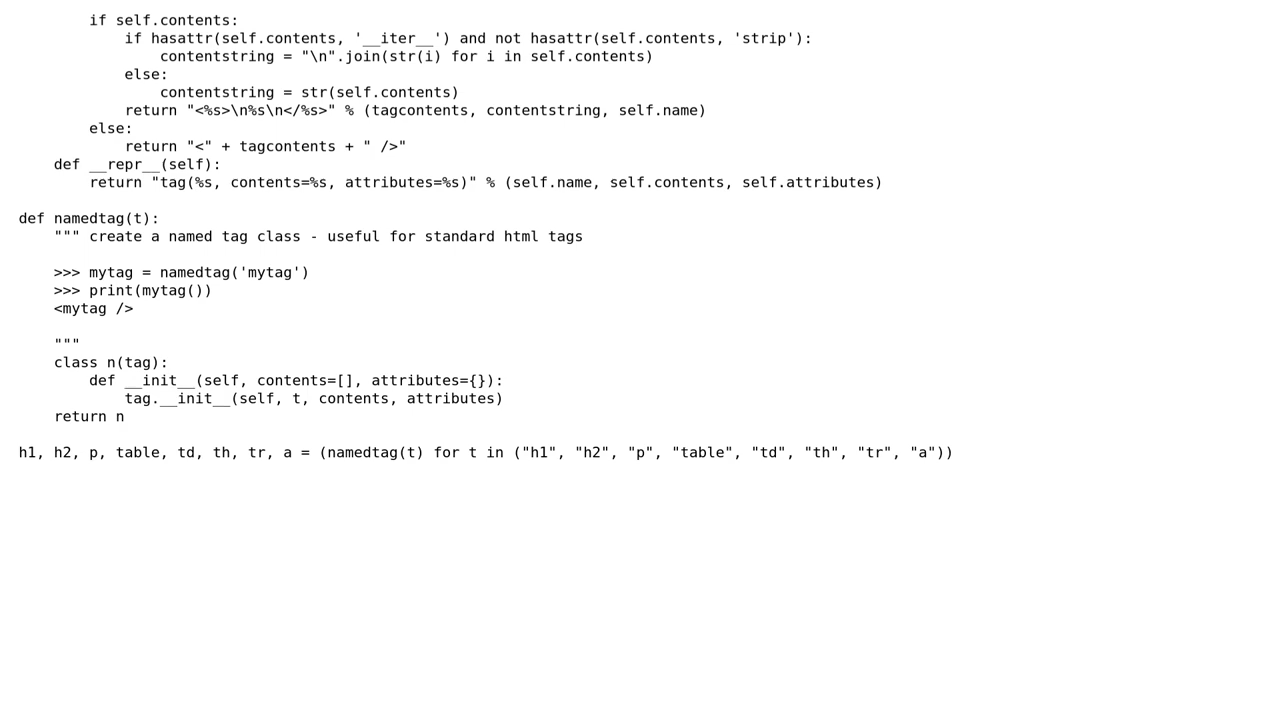 if self.contents:
            if hasattr(self.contents, '__iter__') and not hasattr(self.contents, 'strip'):
                contentstring = "\n".join(str(i) for i in self.contents)
            else:
                contentstring = str(self.contents)
            return "<%s>\n%s\n</%s>" % (tagcontents, contentstring, self.name)
        else:
            return "<" + tagcontents + " />"
    def __repr__(self):
        return "tag(%s, contents=%s, attributes=%s)" % (self.name, self.contents, self.attributes)

def namedtag(t):
    """ create a named tag class - useful for standard html tags

    >>> mytag = namedtag('mytag')
    >>> print(mytag())
    <mytag />

    """
    class n(tag):
        def __init__(self, contents=[], attributes={}):
            tag.__init__(self, t, contents, attributes)
    return n

h1, h2, p, table, td, th, tr, a = (namedtag(t) for t in ("h1", "h2", "p", "table", "td", "th", "tr", "a"))